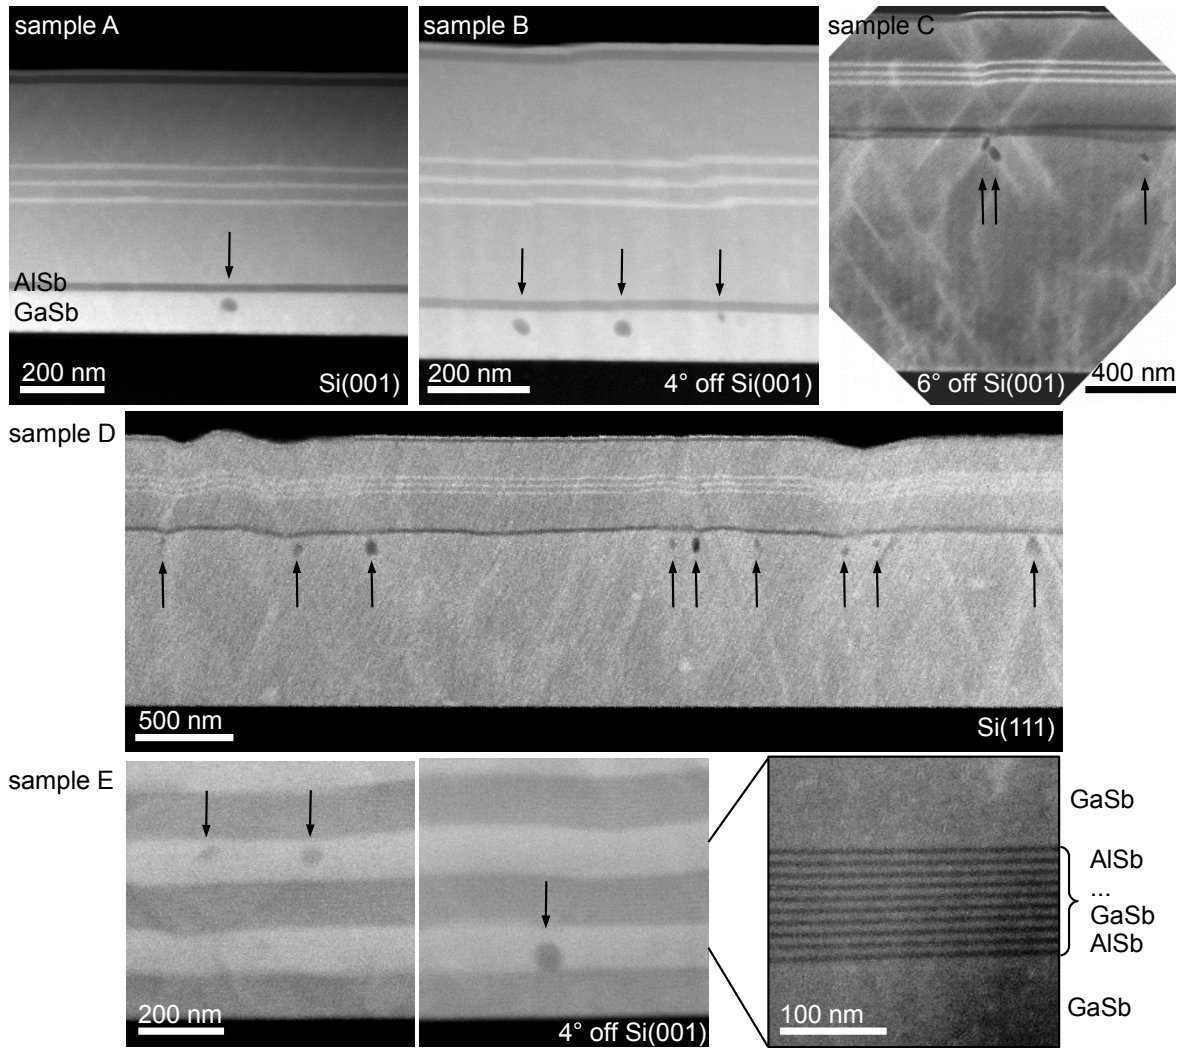 sample A
AlSb
GaSb
200 nm
Si(001)
sample B
200 nm
4° off Si(001)
sample C
6° off Si(001)
400 nm
sample D
500 nm
Si(111)
sample E
200 nm
4° off Si(001)
100 nm
GaSb
AlSb
...
GaSb
AlSb
GaSb